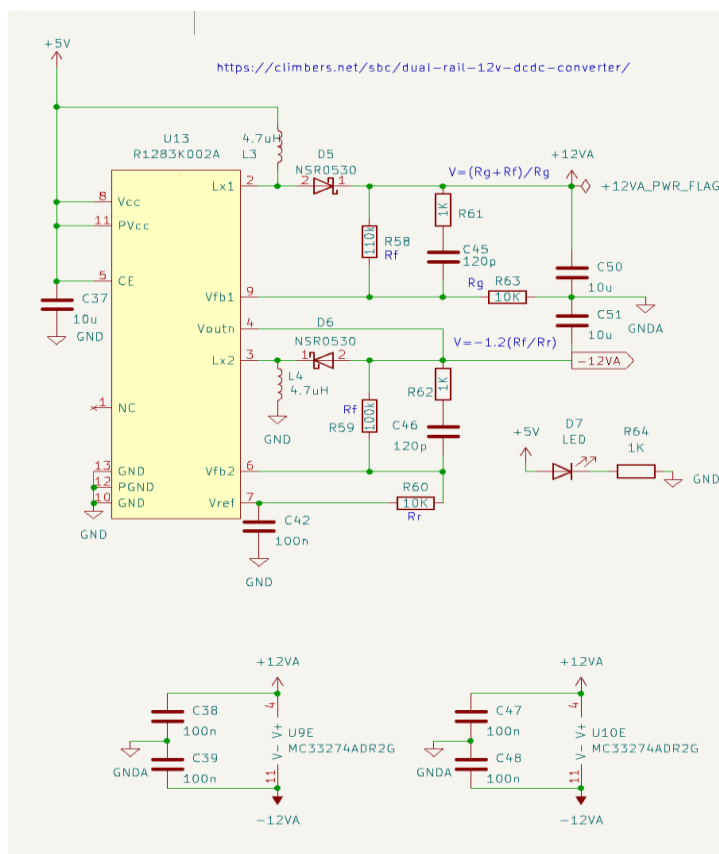 +5V
https://climbers.net/sbc/dual-rail-12v-dcdc-converter/
U13
R1283K002A
4.7uH
L3
D5
NSR0530
V=(Rg+Rf)/Rg
+12VA
+12VA_PWR_FLAG
Lx1
2
2
1
8
Vcc
11
PVcc
1K
R61
110k
R58
Rf
C45
120p
5
CE
C37
10u
GND
Vfb1
9
Rg
R63
10K
C50
10u
GNDA
C51
10u
Voutn
4
D6
NSR0530
V=-1.2(Rf/Rr)
-12VA
Lx2
3
1
2
L4
4.7uH
GND
1K
R62
Rf
100k
R59
C46
120p
1
NC
+5V
D7
LED
R64
1K
GND
13
GND
12
PGND
10
GND
GND
Vfb2
6
R60
10K
Rr
Vref
7
C42
100n
GND
+12VA
C38
100n
4
V+
V-
U9E
MC33274ADR2G
GNDA
C39
100n
11
-12VA
+12VA
C47
100n
4
V+
V-
U10E
MC33274ADR2G
GNDA
C48
100n
11
-12VA